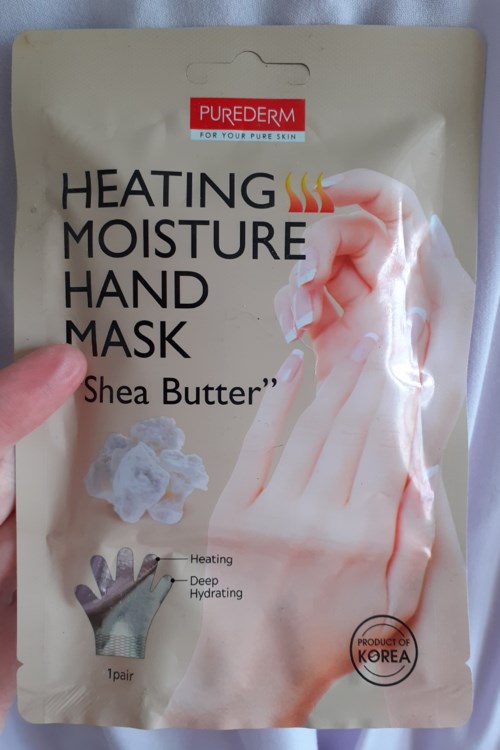 PUREDERM
FOR YOUR PURE SKIN
HEATING
MOISTURE
HAND
MASK
Shea Butter”
Heating
Deep
Hydrating
1pair
PRODUCT OF
KOREA